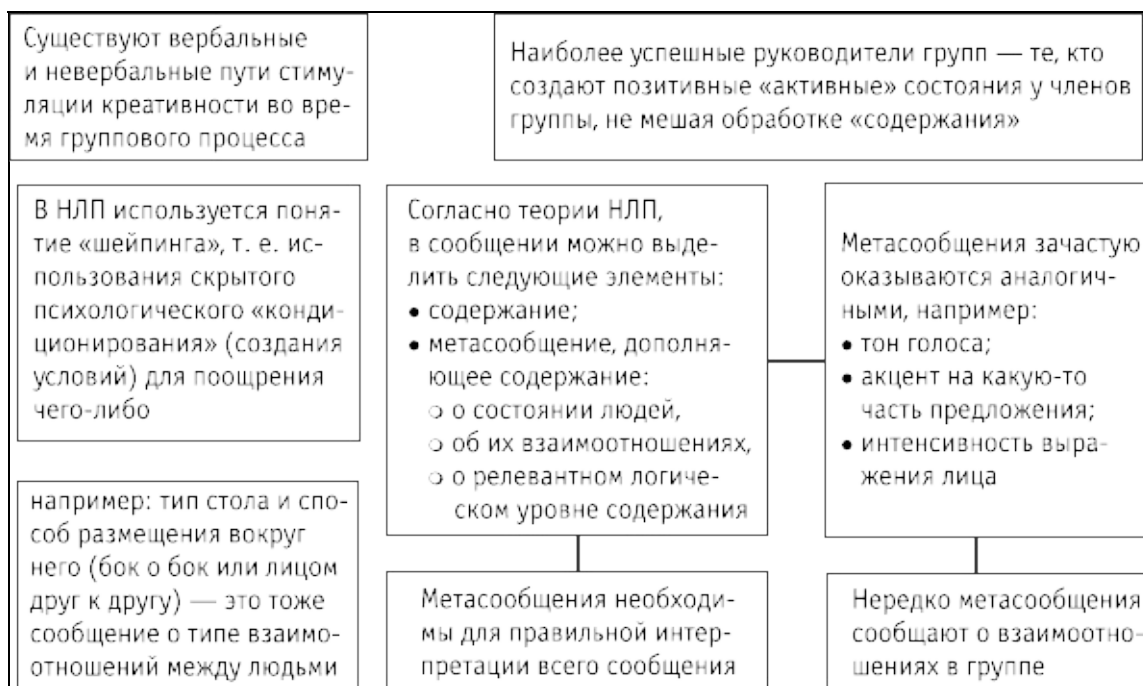 Существуют вербальные
и невербальные пути стиму-
ляции креативности во вре-
мя группового процесса
Наиболее успешные руководители групп — те, кто
создают позитивные «активные» состояния у членов
группы, не мешая обработке «содержания»
В НЛП используется поня-
тие «шейпинга», т. е. ис-
пользования скрытого
психологического «конди-
ционирования» (создания
условий) для поощрения
чего-либо
Согласно теории НЛП,
в сообщении можно выде-
лить следующие элементы:
• содержание;
• метасообщение, дополня-
ющее содержание:
○ о состоянии людей,
○ об их взаимоотношениях,
○ о релевантном логиче-
ском уровне содержания
Метасообщения зачастую
оказываются аналогич-
ными, например:
• тон голоса;
• акцент на какую-то
часть предложения;
• интенсивность выра-
жения лица
например: тип стола и спо-
соб размещения вокруг
него (бок о бок или лицом
друг к другу) — это тоже
сообщение о типе взаимо-
отношений между людьми
Метасообщения необходи-
мы для правильной интер-
претации всего сообщения
Нередко метасообщения
сообщают о взаимоотно-
шениях в группе